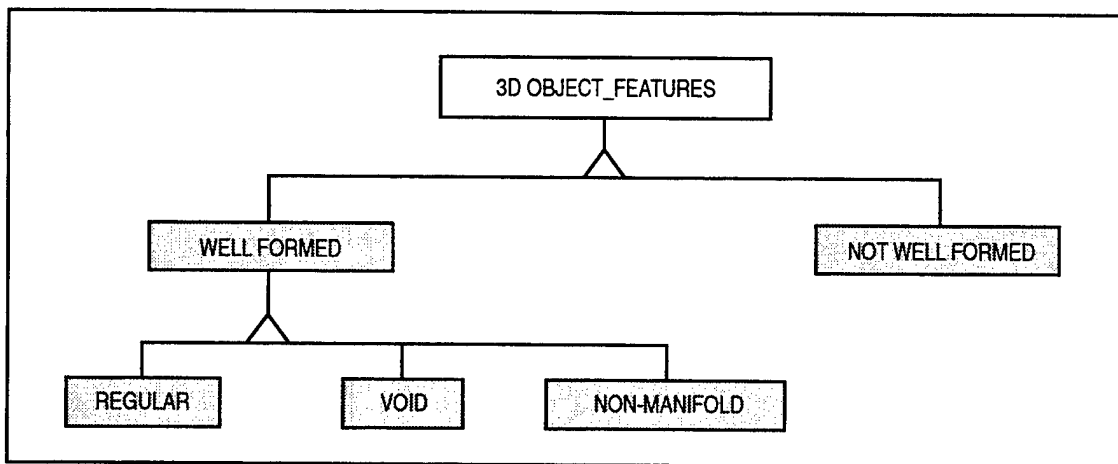 3D OBJECT_FEATURES
WELL FORMED
NOT WELL FORMED
REGULAR
VOID
NON-MANIFOLD